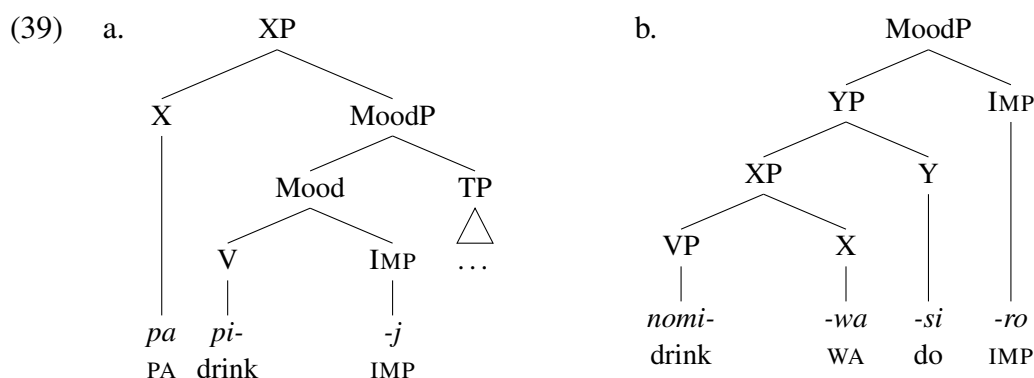 (39) a. XP b. MoodP
X MoodP YP IMP
Mood TP XP Y
V IMP ... VP X
pa pi- -j nomi- -wa -si -ro
PA drink IMP drink WA do IMP